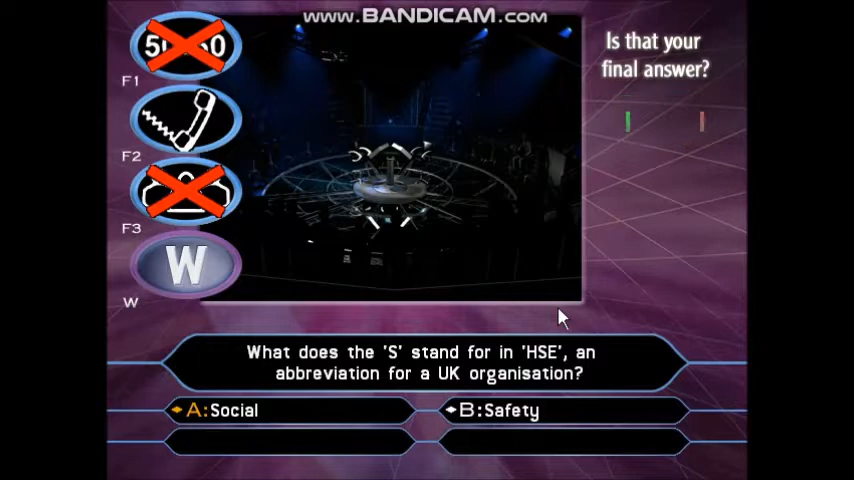 www.BANDICAM.com
Is that your
final answer?
F1
F2
F3
W
W
What does the 'S' stand for in 'HSE', an
abbreviation for a UK organisation?
A:Social
B:Safety